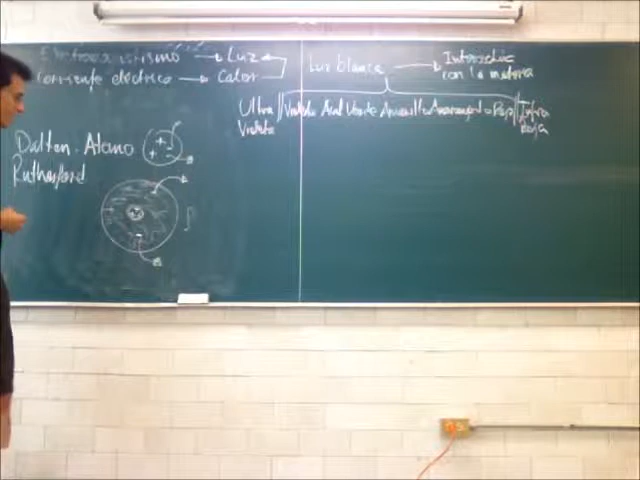 Electromagnetismo → Luz
corriente eléctrica → Calor
Luz blanca → Interacción
con la materia
Ultra
Violeta
Violeta Azul Verde Amarillo Anaranjado Rojo
Infra
Roja
Dalton. Atomo
Rutherford